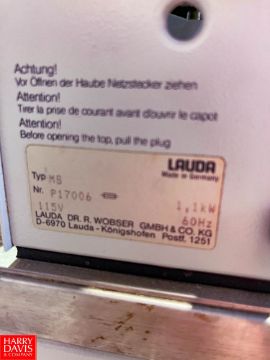 Achtung!
Vor Öffnen der Haube Netzstecker ziehen
Attention!
Tirer la prise de courant avant d'ouvrir le capot
Attention!
Before opening the top, pull the plug
LAUDA
Made in Germany
Typ MS
Nr. P17006
115V 1,1kW
60Hz
LAUDA DR. R. WOBSER GMBH & CO. KG
D-6970 Lauda-Königshofen Postf. 1251
HARRY DAVIS
& COMPANY